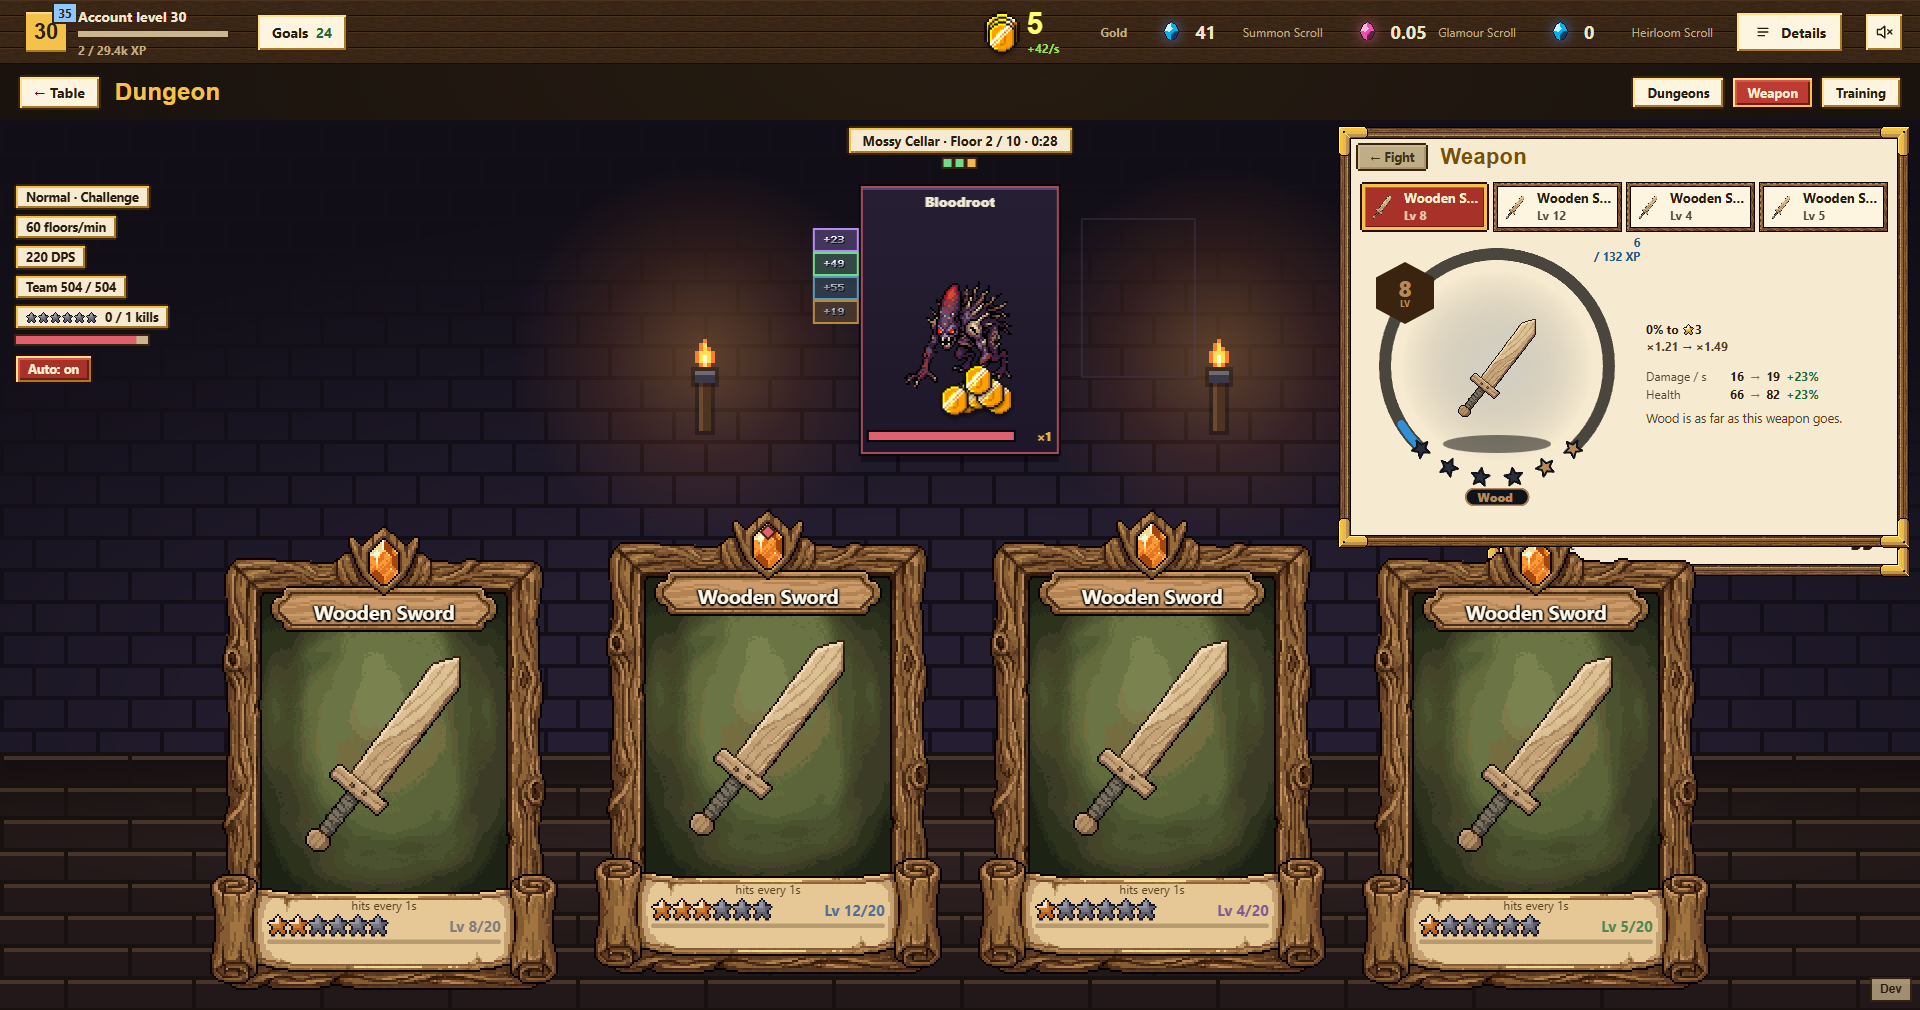 30
35
Account level 30
2 / 29.4k XP
Goals 24
5
+42/s
Gold
41
Summon Scroll
0.05
Glamour Scroll
0
Heirloom Scroll
Details
← Table
Dungeon
Dungeons
Weapon
Training
Mossy Cellar · Floor 2 / 10 · 0:28
Normal · Challenge
60 floors/min
220 DPS
Team 504 / 504
0 / 1 kills
Auto: on
Bloodroot
+23
+49
+55
+19
×1
← Fight
Weapon
Wooden S...
Lv 8
Wooden S...
Lv 12
Wooden S...
Lv 4
Wooden S...
Lv 5
6
/ 132 XP
8
LV
0% to 3
×1.21 → ×1.49
Damage / s 16 → 19 +23%
Health 66 → 82 +23%
Wood is as far as this weapon goes.
Wood
Wooden Sword
hits every 1s
Lv 8/20
Wooden Sword
hits every 1s
Lv 12/20
Wooden Sword
hits every 1s
Lv 4/20
Wooden Sword
hits every 1s
Lv 5/20
Dev